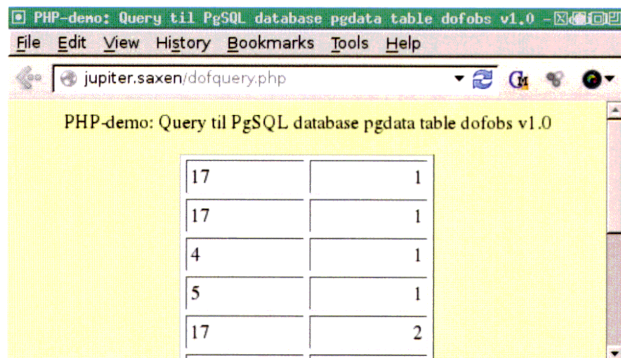 PHP-demo: Query til PgSQL database pgdata table dofobs v1.0 -
File Edit View History Bookmarks Tools Help
jupiter.saxen/dofquery.php
PHP-demo: Query til PgSQL database pgdata table dofobs v1.0
17 1
17 1
4 1
5 1
17 2